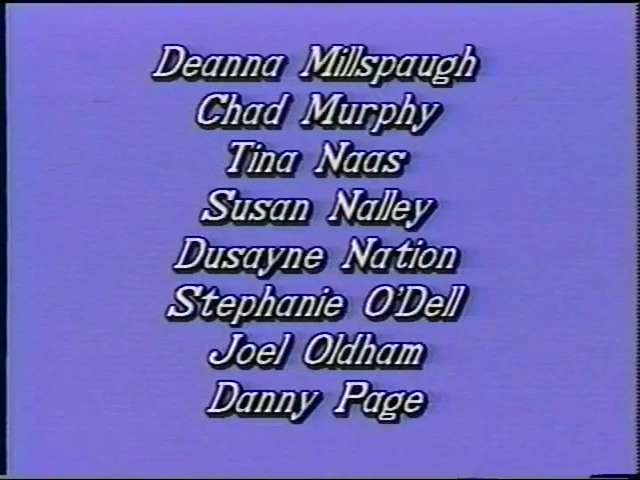 Deanna Millspaugh
Chad Murphy
Tina Naas
Susan Nalley
Dusayne Nation
Stephanie O'Dell
Joel Oldham
Danny Page